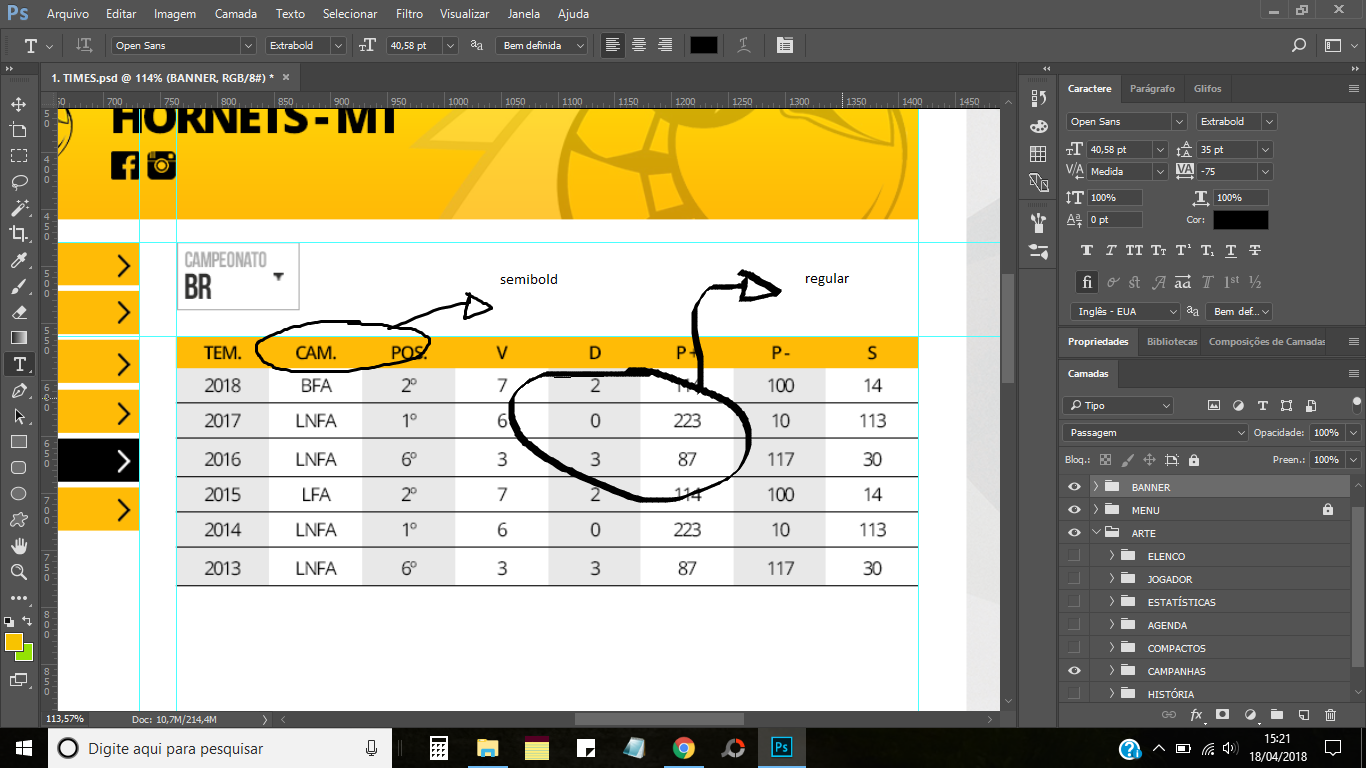 Ps Arquivo Editar Imagem Camada Texto Selecionar Filtro Visualizar Janela Ajuda
T Open Sans Extrabold 40,58 pt aa Bem definida
1. TIMES.psd @ 114% (BANNER, RGB/8#) * ×
700 750 800 850 900 950 1000 1050 1100 1150 1200 1250 1300 1350 1400 1450
HORNETS - MT
CAMPEONATO
BR
semibold
regular
TEM. CAM. POS. V D P+ P- S
2018 BFA 2º 7 2 114 100 14
2017 LNFA 1º 6 0 223 10 113
2016 LNFA 6º 3 3 87 117 30
2015 LFA 2º 7 2 114 100 14
2014 LNFA 1º 6 0 223 10 113
2013 LNFA 6º 3 3 87 117 30
113,57% Doc: 10,7M/214,4M
Caractere Parágrafo Glifos
Open Sans Extrabold
40,58 pt 35 pt
Medida -75
100% 100%
0 pt Cor:
Inglês - EUA aa Bem def...
Propriedades Bibliotecas Composições de Camadas
Camadas
Tipo
Passagem Opacidade: 100%
Bloq.: Preen.: 100%
BANNER
MENU
ARTE
ELENCO
JOGADOR
ESTATÍSTICAS
AGENDA
COMPACTOS
CAMPANHAS
HISTÓRIA
Digite aqui para pesquisar
Ps
15:21
18/04/2018